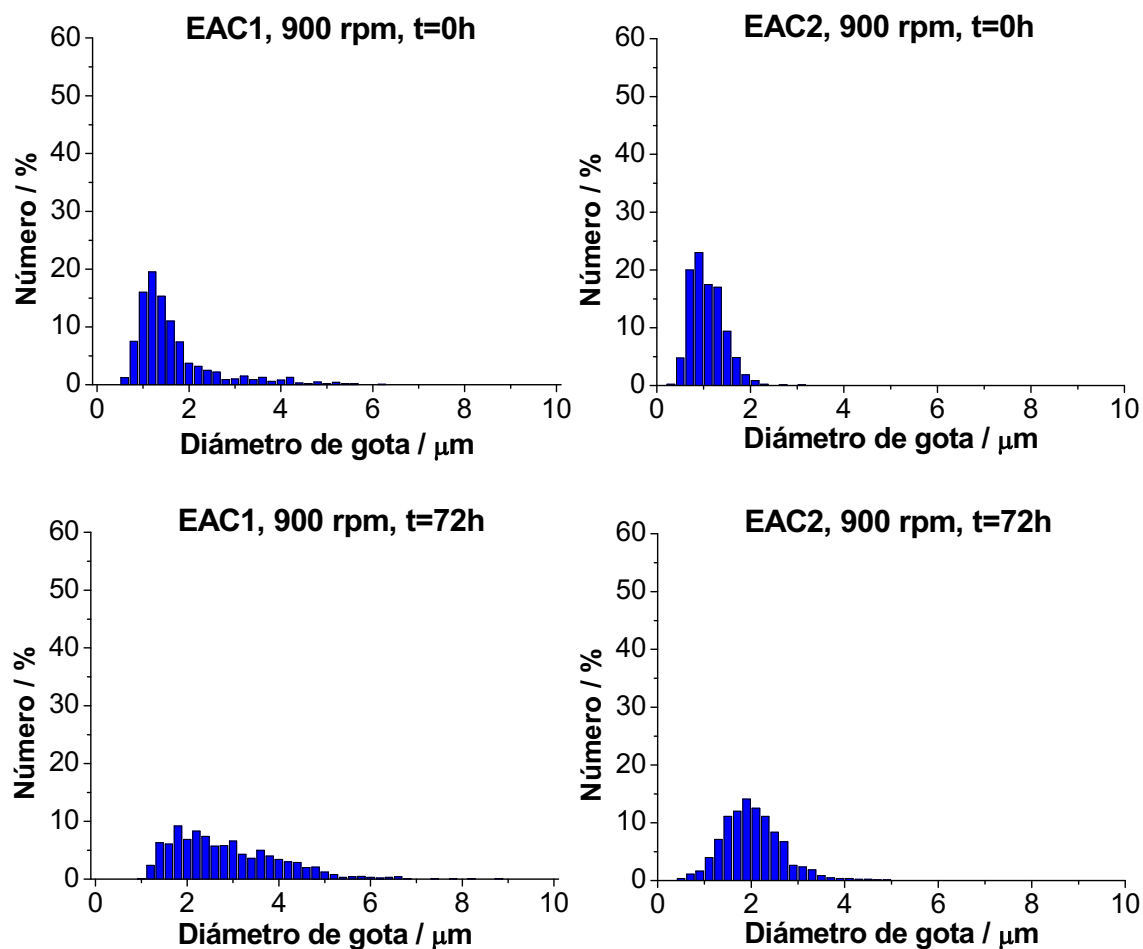 EAC1, 900 rpm, t=0h
60
50
40
30
20
10
0
Número / %
0 2 4 6 8 10
Diámetro de gota / μm
EAC2, 900 rpm, t=0h
60
50
40
30
20
10
0
Número / %
0 2 4 6 8 10
Diámetro de gota / μm
EAC1, 900 rpm, t=72h
60
50
40
30
20
10
0
Número / %
0 2 4 6 8 10
Diámetro de gota / μm
EAC2, 900 rpm, t=72h
60
50
40
30
20
10
0
Número / %
0 2 4 6 8 10
Diámetro de gota / μm